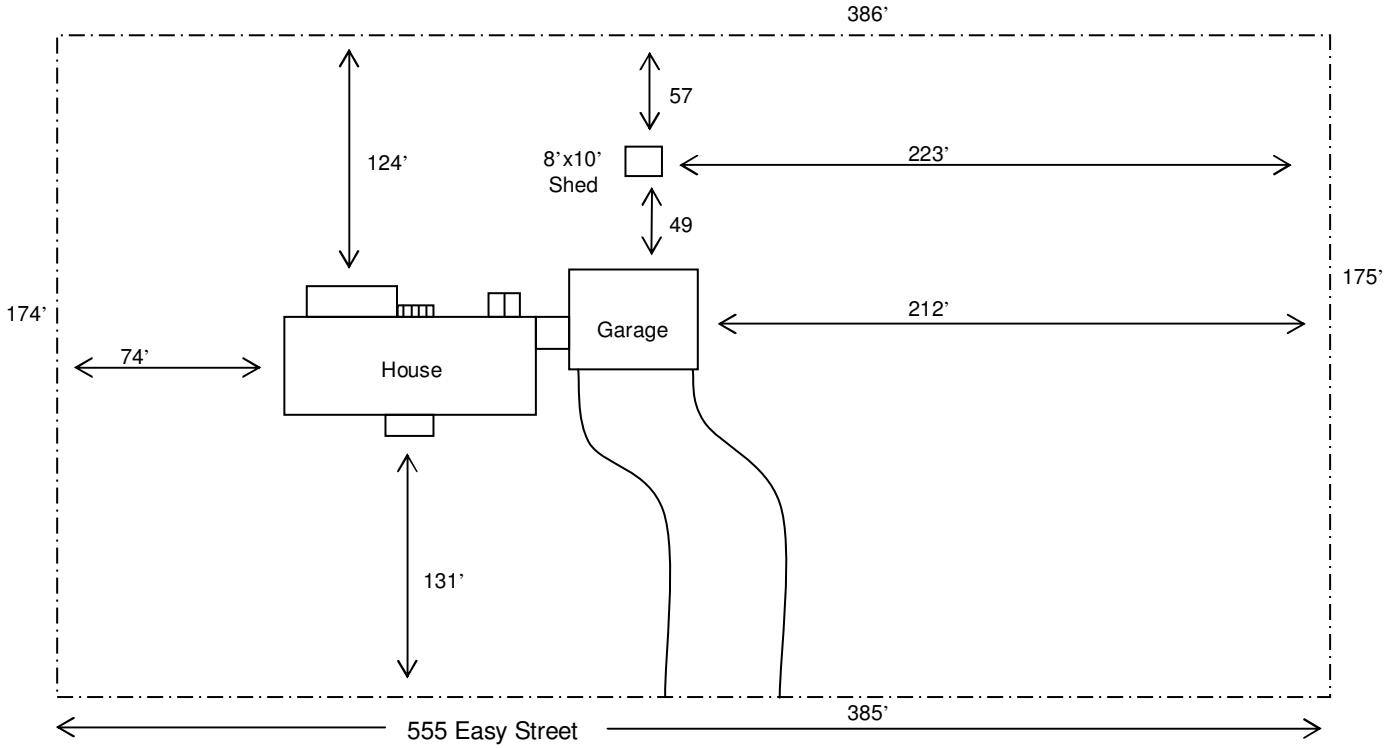 386’
57
8’x10’
Shed
223’
124’
49
174’
175’
212’
Garage
74’
House
131’
385’
555 Easy Street